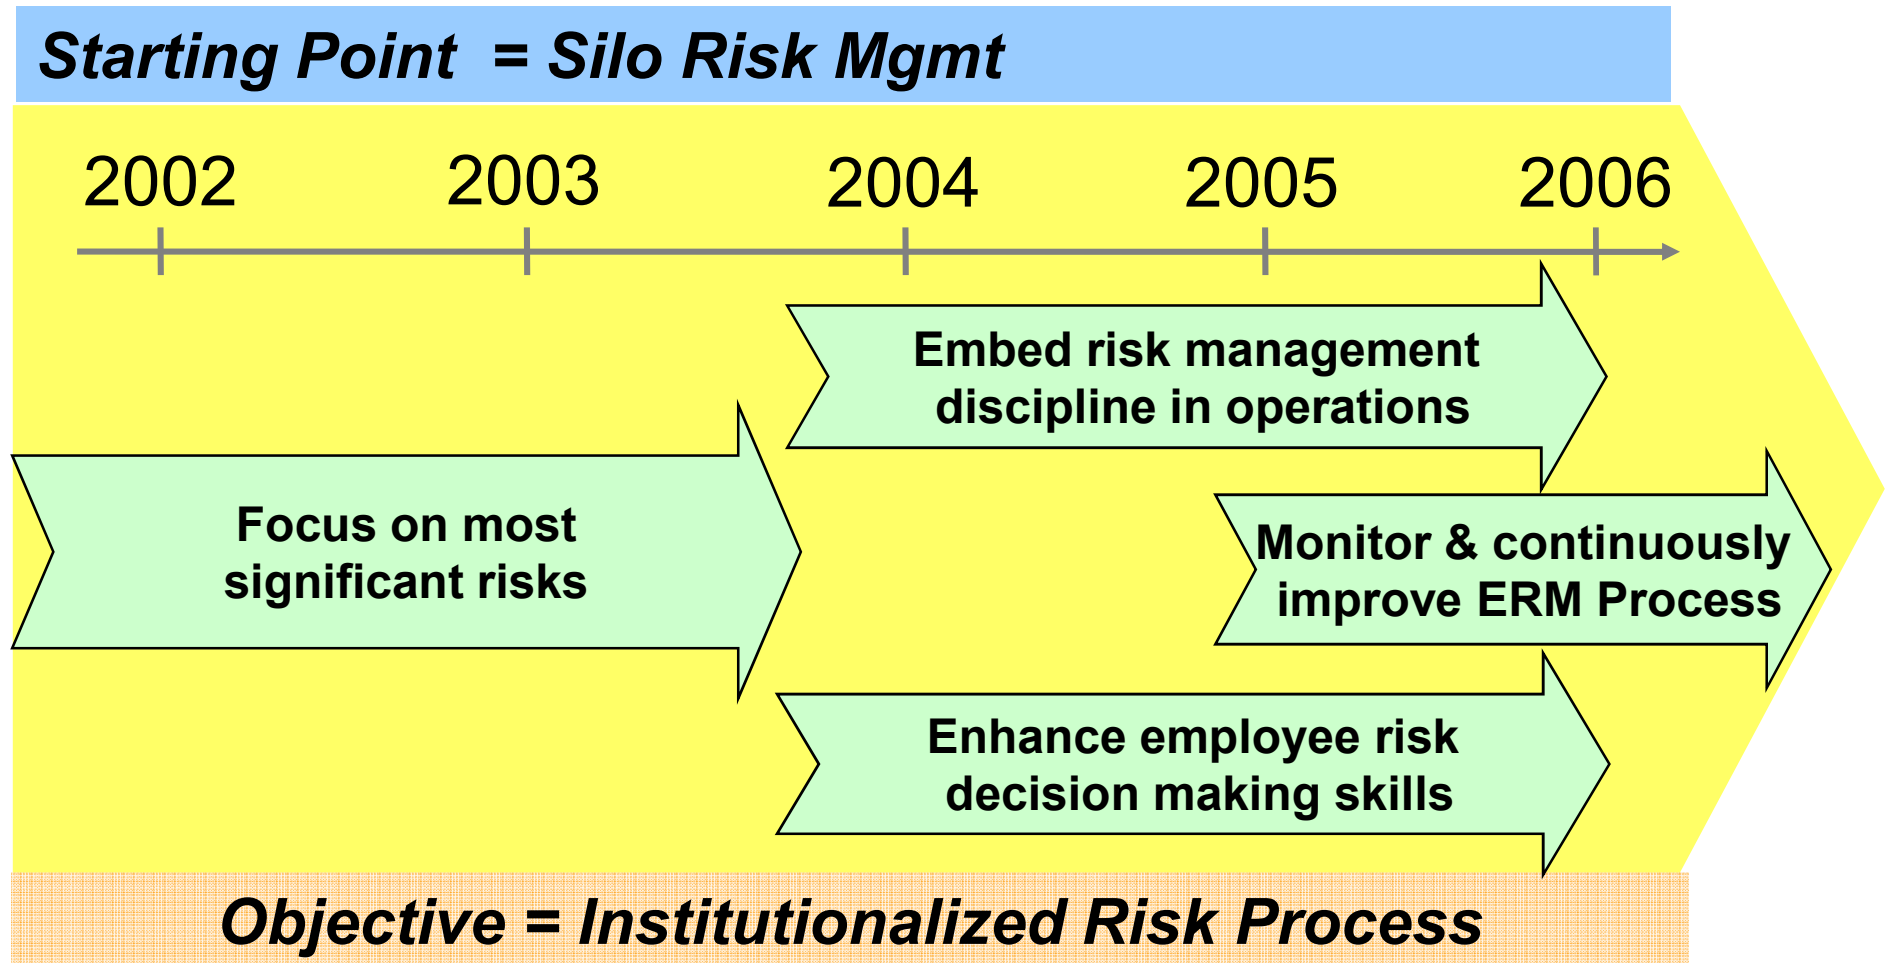 Starting Point = Silo Risk Mgmt
2002 2003 2004 2005 2006
Embed risk management
discipline in operations
Focus on most
significant risks
Monitor & continuously
improve ERM Process
Enhance employee risk
decision making skills
Objective = Institutionalized Risk Process